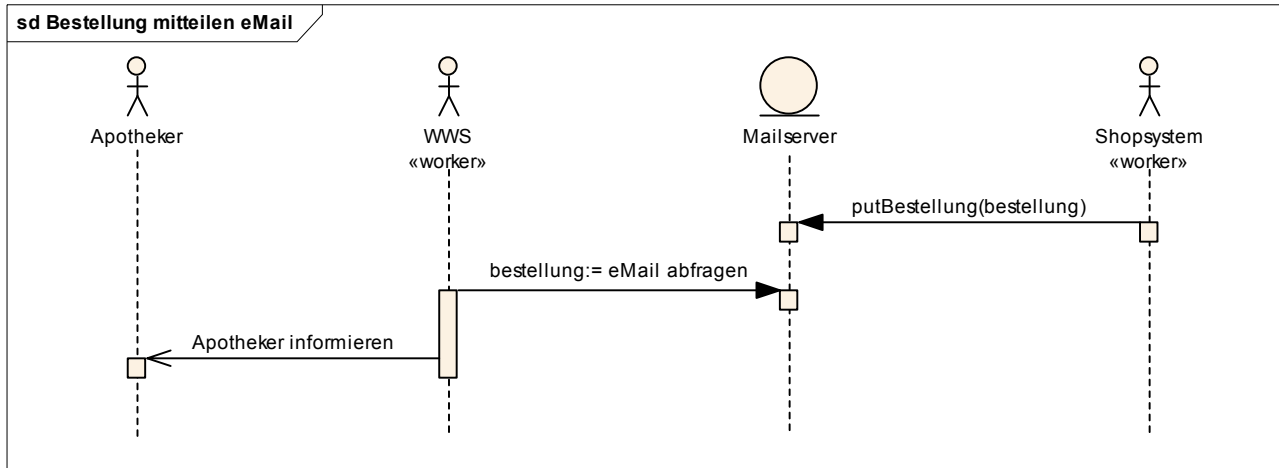 sd Bestellung mitteilen eMail
Apotheker
WWS
«worker»
Mailserver
Shopsystem
«worker»
putBestellung(bestellung)
bestellung:= eMail abfragen
Apotheker informieren